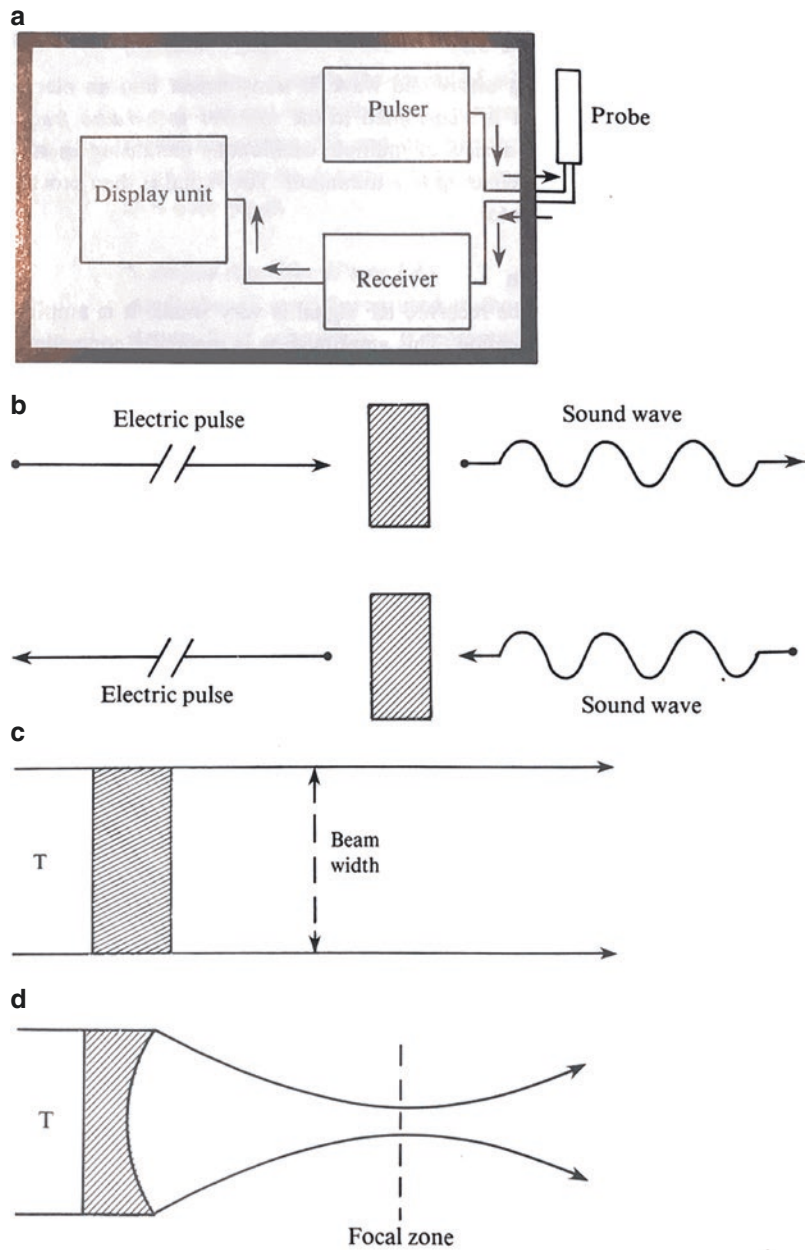 a
Pulser
Probe
Display unit
Receiver
b
Electric pulse
Sound wave
Electric pulse
Sound wave
c
T
Beam
width
d
T
Focal zone